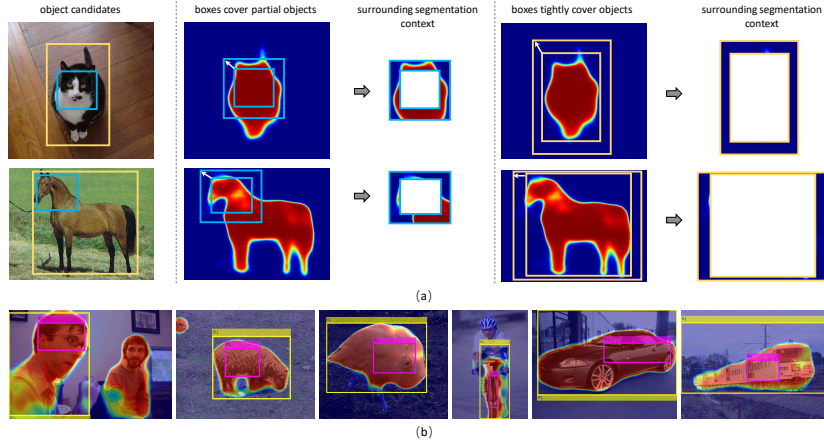 object candidates
boxes cover partial objects
surrounding segmentation
context
boxes tightly cover objects
surrounding segmentation
context
(a)
(b)